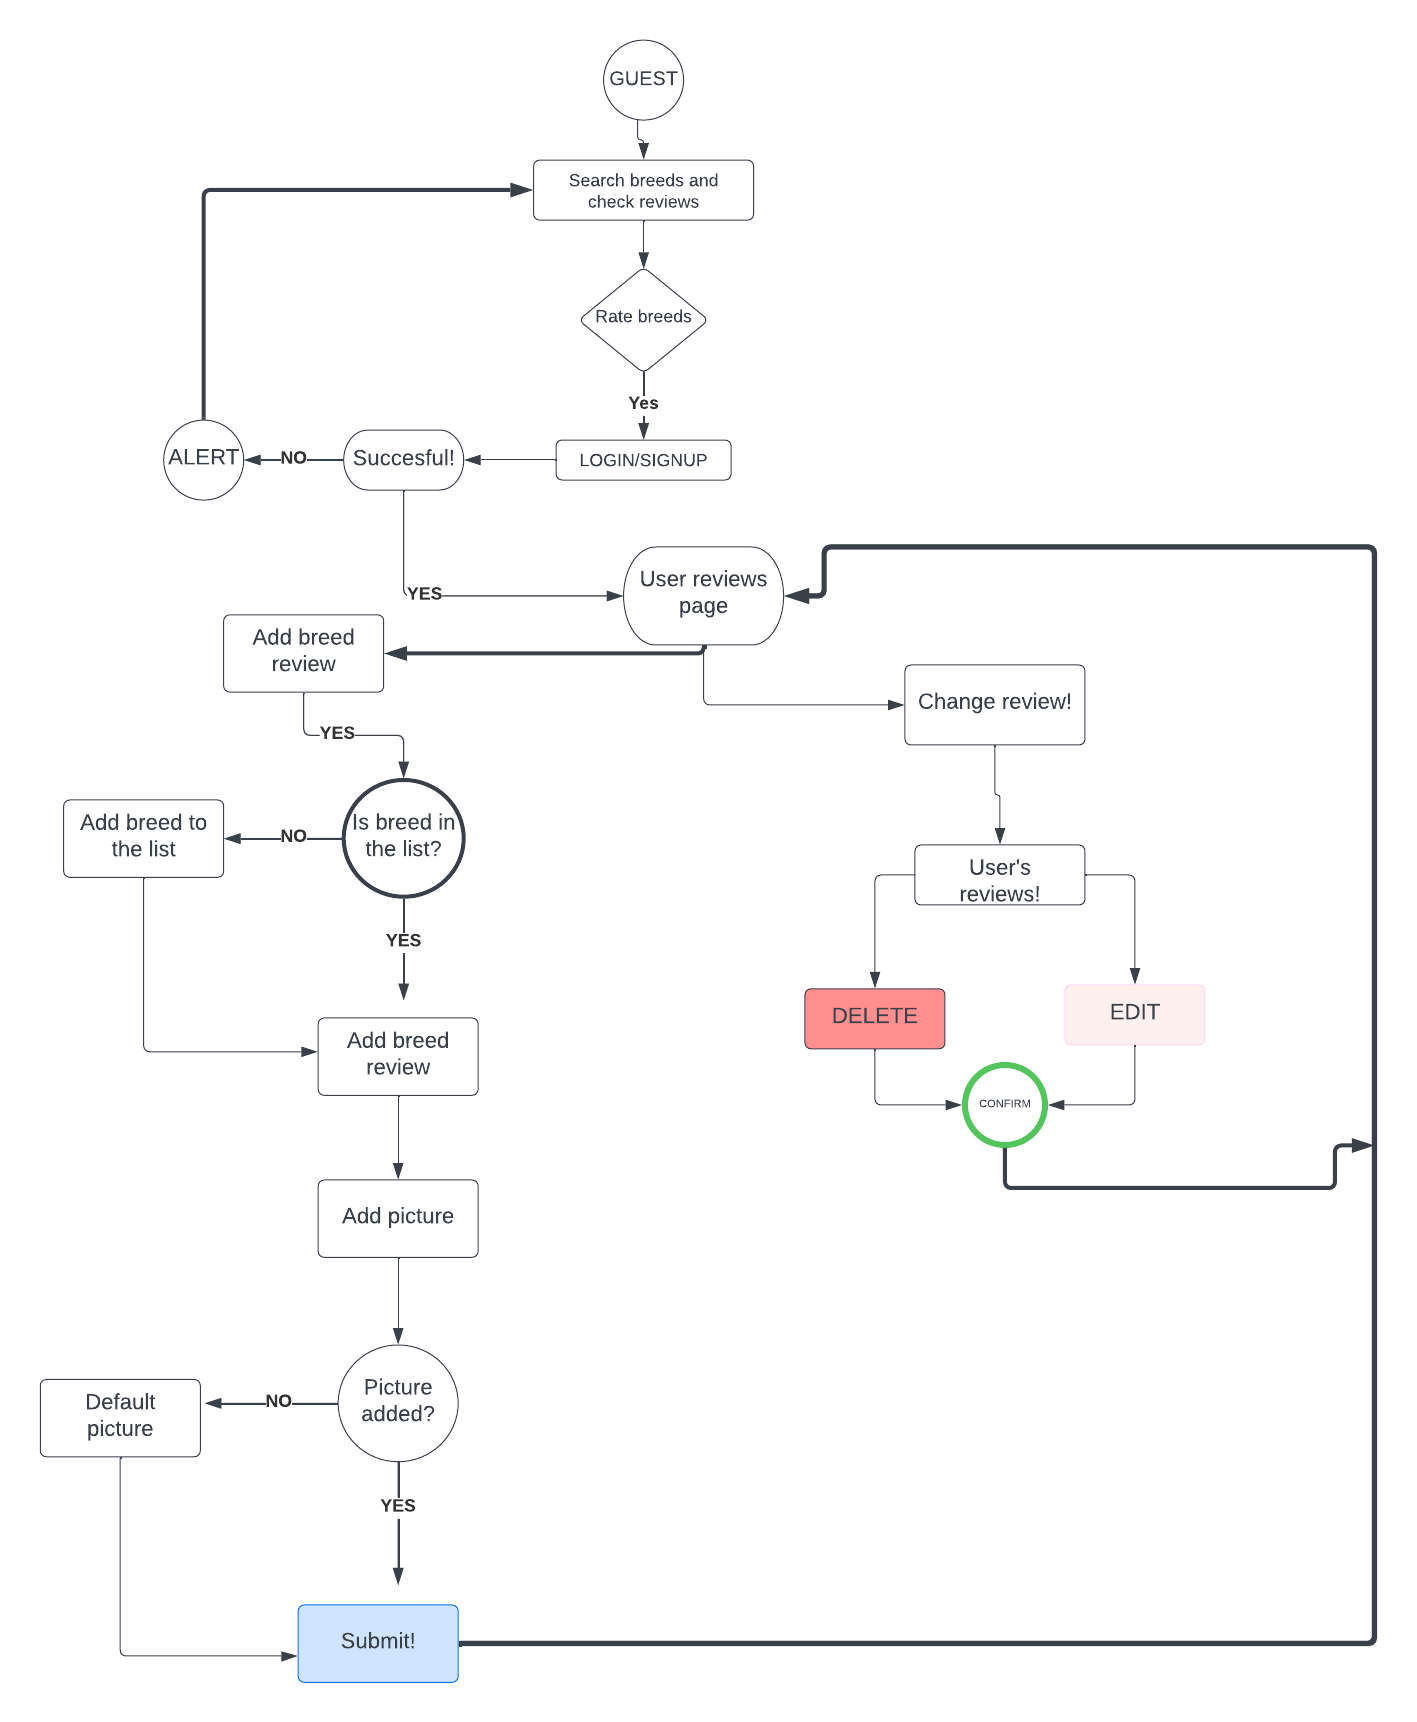 GUEST
Search breeds and
check reviews
Rate breeds
Yes
LOGIN/SIGNUP
Succesful!
NO
ALERT
YES
User reviews
page
Add breed
review
Change review!
YES
Is breed in
the list?
NO
Add breed to
the list
User's
reviews!
YES
DELETE
EDIT
Add breed
review
CONFIRM
Add picture
Picture
added?
NO
Default
picture
YES
Submit!